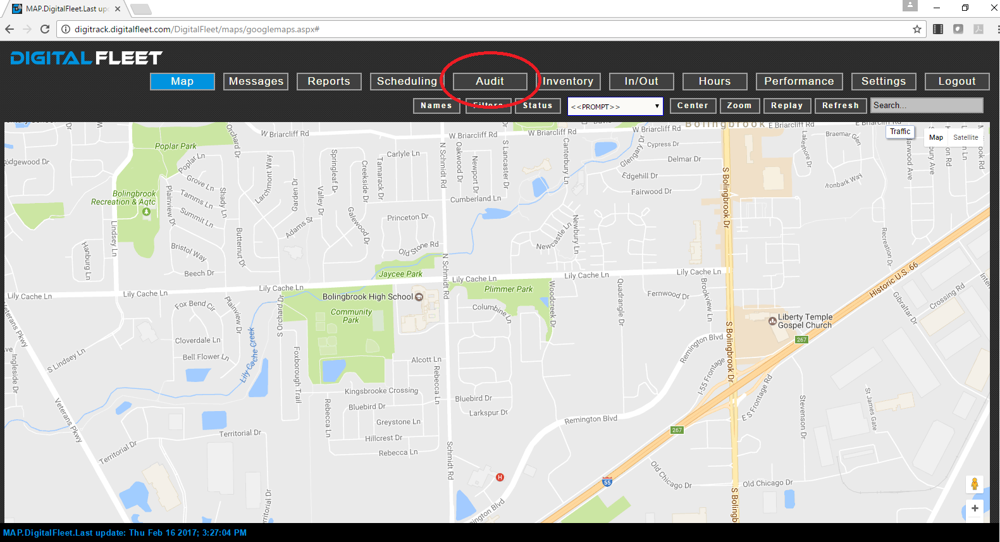 MAP.DigitalFleet.Last up
digitrack.digitalfleet.com/DigitalFleet/maps/googlemaps.aspx#
DIGITAL FLEET
Map Messages Reports Scheduling Audit Inventory In/Out Hours Performance Settings Logout
Names Filters Status <<PROMPT>> Center Zoom Replay Refresh Search...
Traffic
Map Satellite
Bolingbrook
W Briarcliff Rd
W Briarcliff Rd
W Briarcliff Rd
W Briarcliff Rd
E Briarcliff Rd
Orchard Dr
Poplar Park
Poplar Ln
Carlyle Ln
N Schmidt Rd
Oakwood Dr
Newport Dr
S Lancaster Dr
Canterbury Ln
Glengary Dr
Cypress Dr
Delmar Dr
Lakeshore Dr
Braemar Glen
Edgehill Dr
Fairwood Dr
Larchmont Way
Springleaf Dr
Creekside Dr
Tamarack Dr
Grove Ln
Tamms Ln
Summit Ln
Shady Ln
Plainview Dr
Bolingbrook
Recreation & Aqtc
Camden Dr
Valley Dr
Galewood Dr
Adams St
Cumberland Ln
Princeton Dr
Old Stone Rd
S Bolingbrook Dr
Lindsey Ln
Hanburg Ln
Bristol Way
Butternut Dr
Beech Dr
Newcastle Ln
Newbury Ln
Recreation Dr
N Schmidt Rd
Jaycee Park
Lily Cache Ln
Lily Cache Ln
Lily Cache Ln
Lily Cache Ln
Lily Cache Ln
Lily Cache Ln
Plimmer Park
Historic U.S. 66
Bolingbrook High School
Community
Park
Columbine Ln
Woodcreek Dr
Quadrangle Dr
Fernwood Dr
Brookview Ln
Gibraltar Dr
Crossing Rd
Liberty Temple
Gospel Church
Fox Bend Cir
Plainview Dr
S Orchard Dr
Veterans Pkwy
Cloverdale Ln
Bell Flower Ln
S Lindsey Ln
Ingleside Dr
Lily Cache Creek
Foxborough Trail
Alcott Ln
Rebecca Ln
Remington Blvd
S Bolingbrook Dr
267
I-55 Frontage
Kingsbrooke Crossing
Bluebird Dr
Bluebird Dr
Greystone Ln
Larkspur Dr
Rebecca Ln
Hillcrest Dr
Rebecca Ln
Remington Blvd
E S Frontage Rd
Stevenson Dr
St James Gate
267
Veterans Pkwy
Territorial Dr
Territorial Dr
Territorial Dr
Schmidt Rd
H
55
Old Chicago Dr
Old Chicago Dr
S Bolingb
mington Blvd
+
MAP.DigitalFleet.Last update: Thu Feb 16 2017; 3:27:04 PM